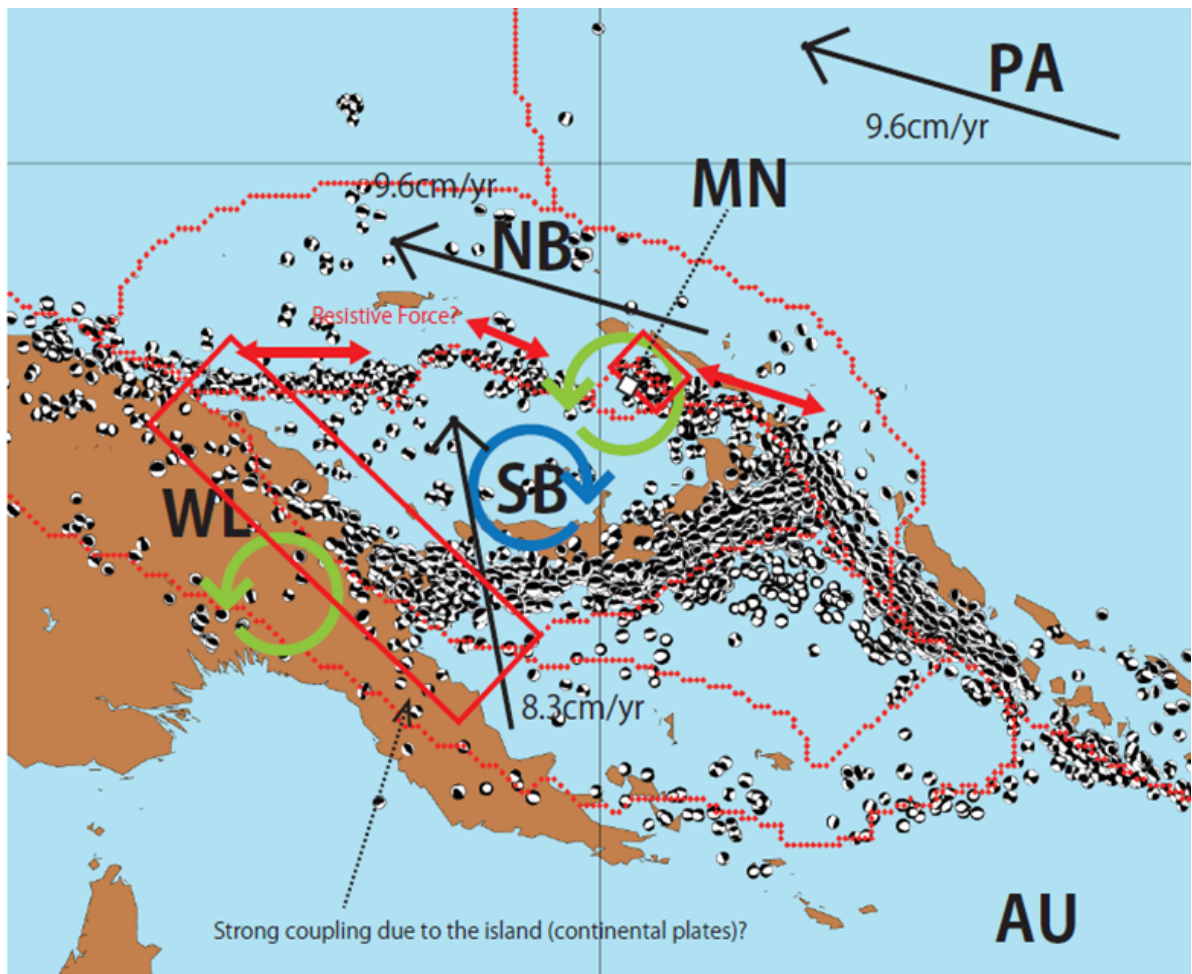 PA
9.6cm/yr
MN
9.6cm/yr
NB
Resistive Force?
SB
WL
8.3cm/yr
Strong coupling due to the island (continental plates)?
AU